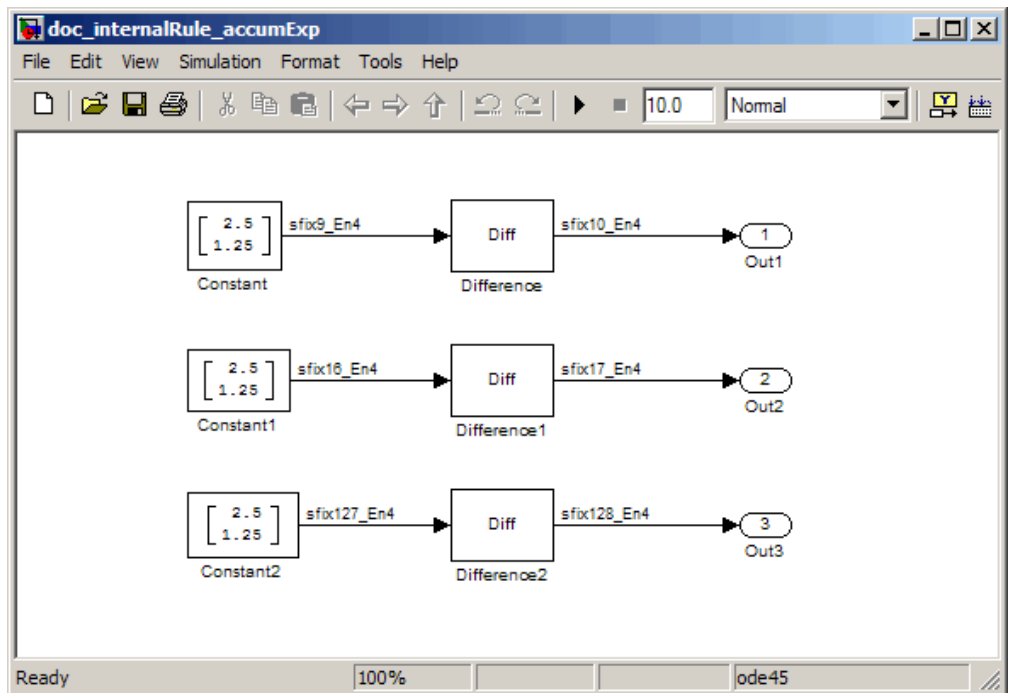 doc_internalRule_accumExp
File Edit View Simulation Format Tools Help
10.0 Normal
2.5
1.25
sfix9_En4
Diff
sfix10_En4
1
Constant
Difference
Out1
2.5
1.25
sfix16_En4
Diff
sfix17_En4
2
Constant1
Difference1
Out2
2.5
1.25
sfix127_En4
Diff
sfix128_En4
3
Constant2
Difference2
Out3
Ready 100% ode45